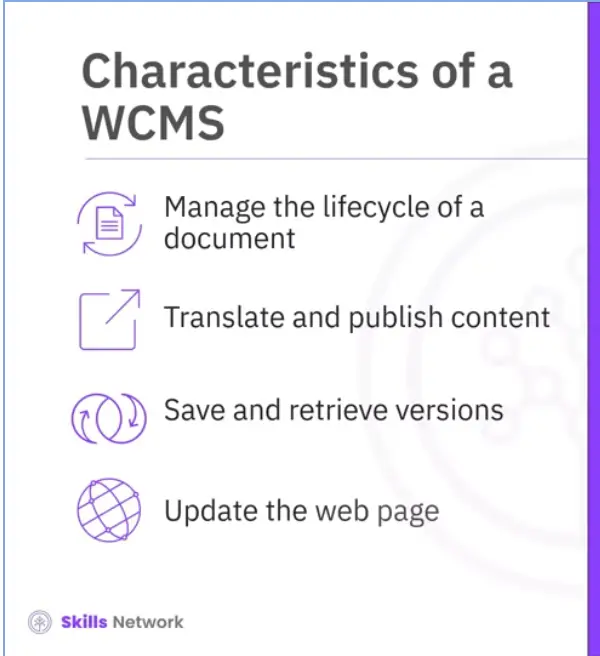 Characteristics of a
WCMS
Manage the lifecycle of a
document
Translate and publish content
Save and retrieve versions
Update the web page
Skills Network